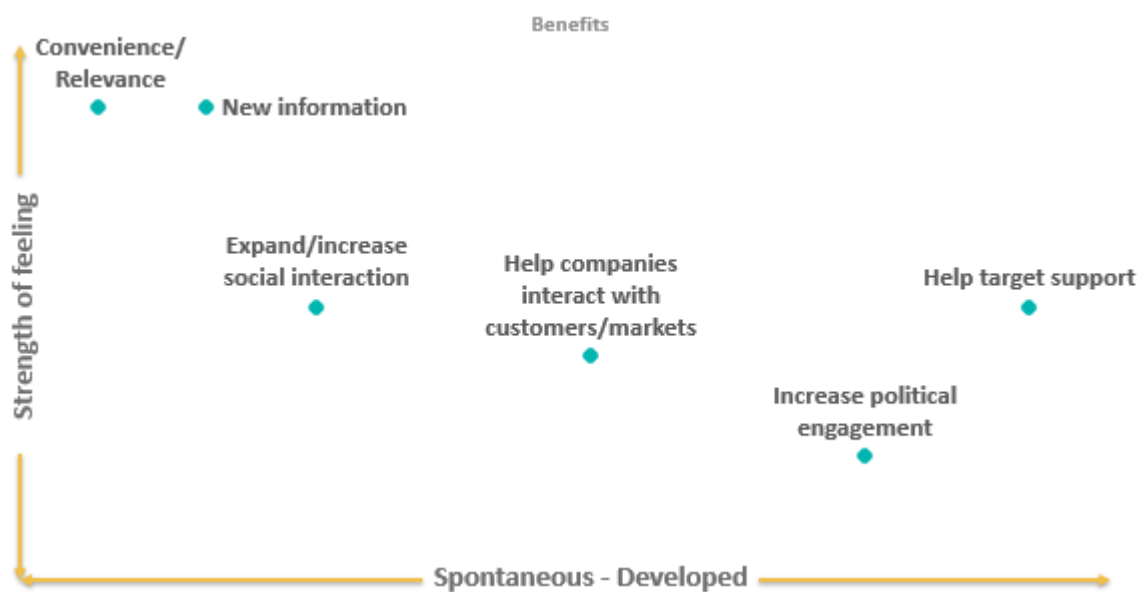 Benefits
Convenience/
Relevance
New information
Strength of feeling
Expand/increase
social interaction
Help companies
interact with
customers/markets
Help target support
Increase political
engagement
Spontaneous - Developed